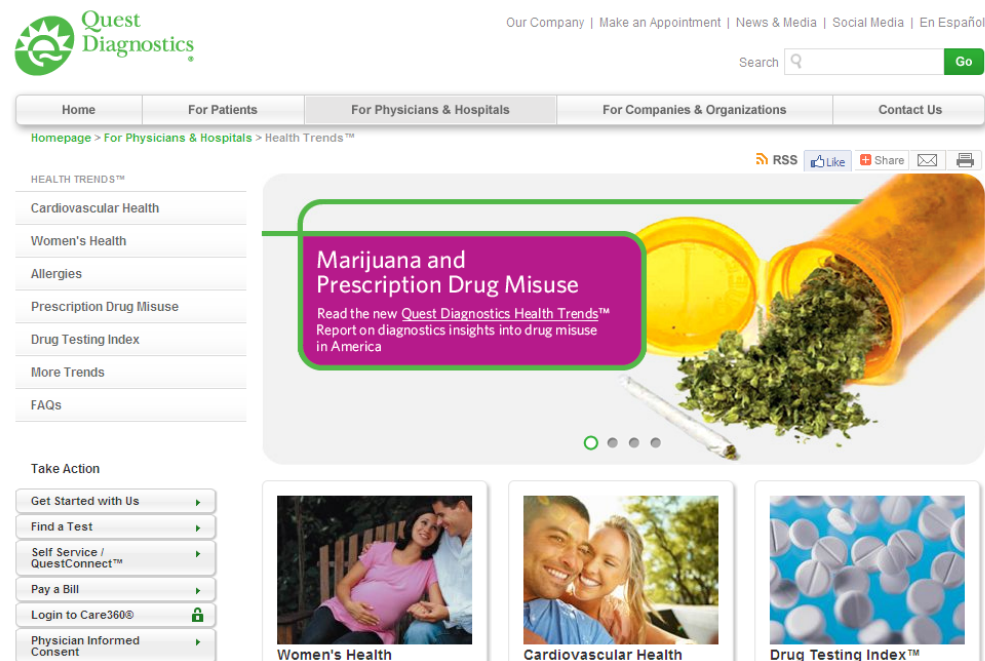 Quest
Diagnostics
Our Company | Make an Appointment | News & Media | Social Media | En Español
Search
Go
Home
For Patients
For Physicians & Hospitals
For Companies & Organizations
Contact Us
Homepage > For Physicians & Hospitals > Health Trends™
RSS
Like
Share
HEALTH TRENDS™
Cardiovascular Health
Women's Health
Allergies
Prescription Drug Misuse
Drug Testing Index
More Trends
FAQs
Marijuana and
Prescription Drug Misuse
Read the new Quest Diagnostics Health Trends™
Report on diagnostics insights into drug misuse
in America
Take Action
Get Started with Us
Find a Test
Self Service /
QuestConnect™
Pay a Bill
Login to Care360®
Physician Informed
Consent
Women's Health
Cardiovascular Health
Drug Testing Index™